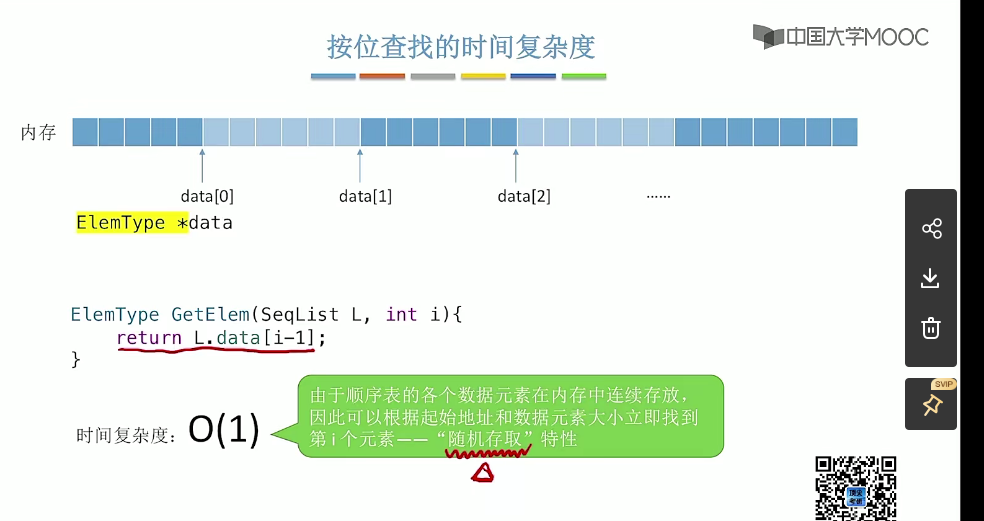 按位查找的时间复杂度
中国大学MOOC
内存
data[0] data[1] data[2] ······
ElemType *data
ElemType GetElem(SeqList L, int i){
return L.data[i-1];
}
时间复杂度：O(1)
由于顺序表的各个数据元素在内存中连续存放，
因此可以根据起始地址和数据元素大小立即找到
第i个元素——“随机存取”特性
SVIP